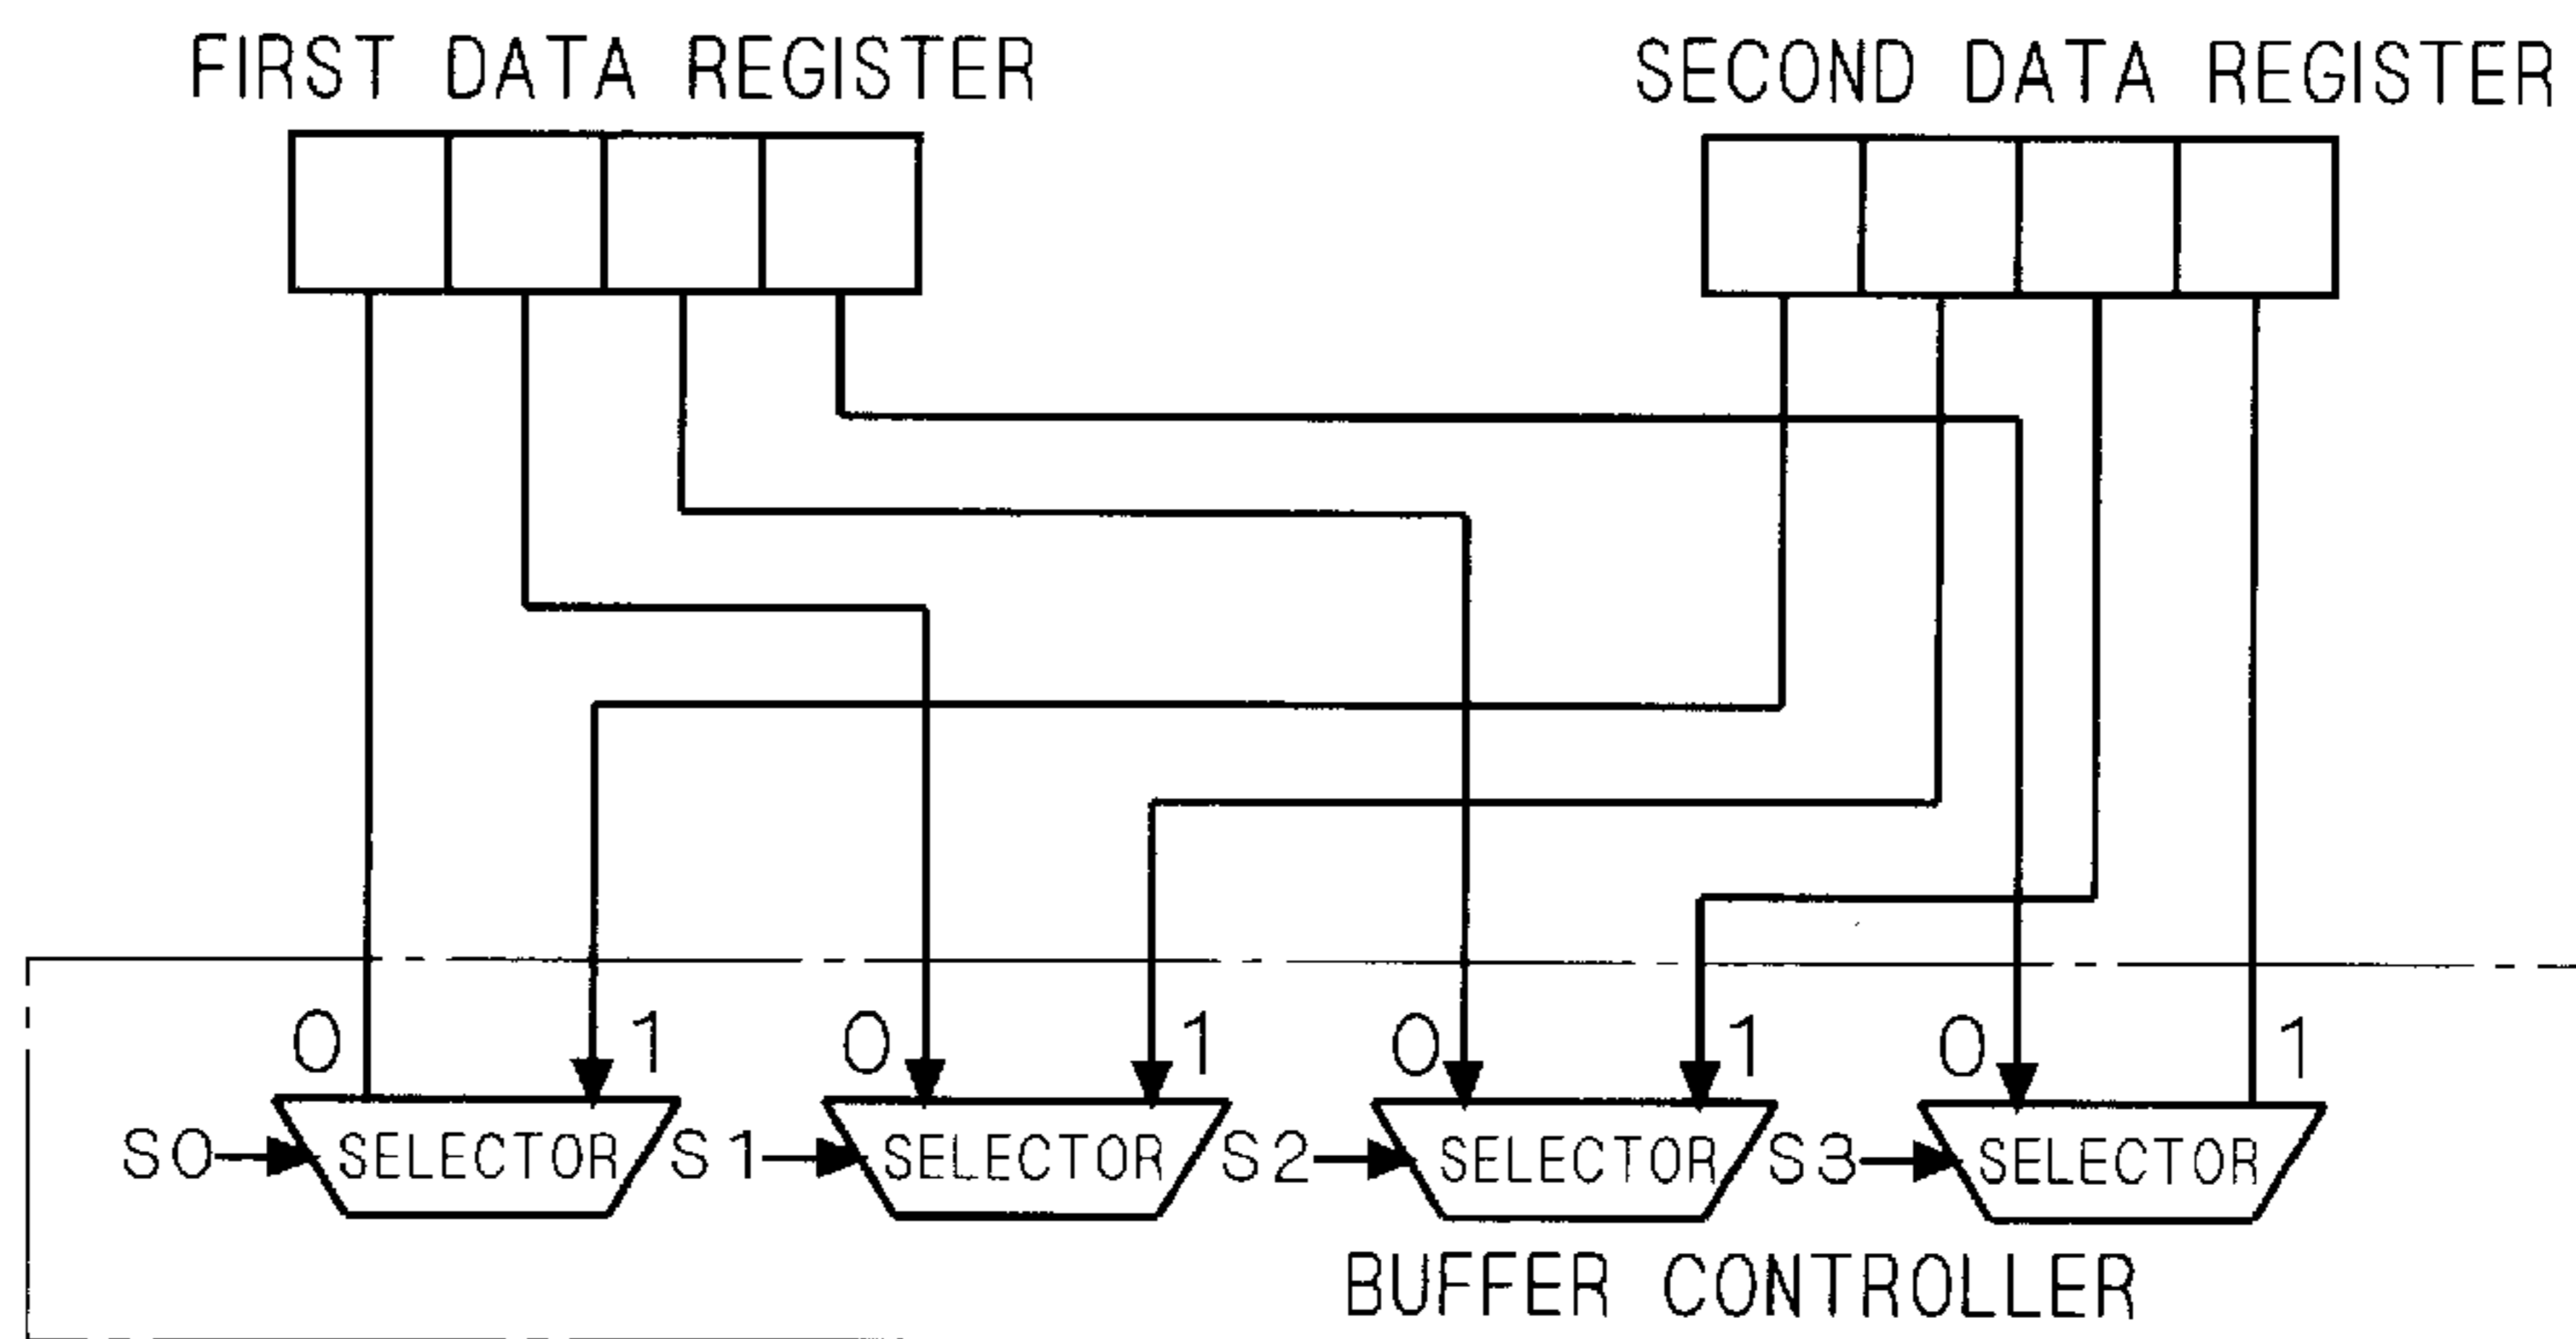 FIRST DATA REGISTER SECOND DATA REGISTER
0 1 0 1 0 1 0 1
S0 SELECTOR S1 SELECTOR S2 SELECTOR S3 SELECTOR
BUFFER CONTROLLER